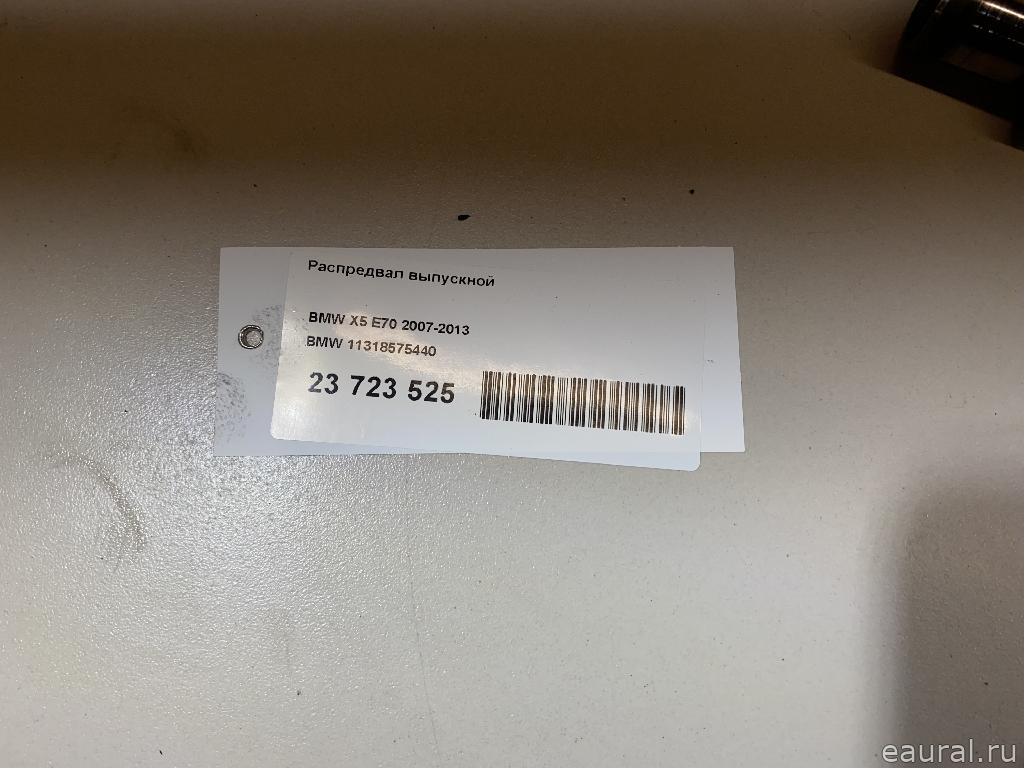 Распредвал выпускной
BMW X5 E70 2007-2013
BMW 11318575440
23 723 525
eaural.ru